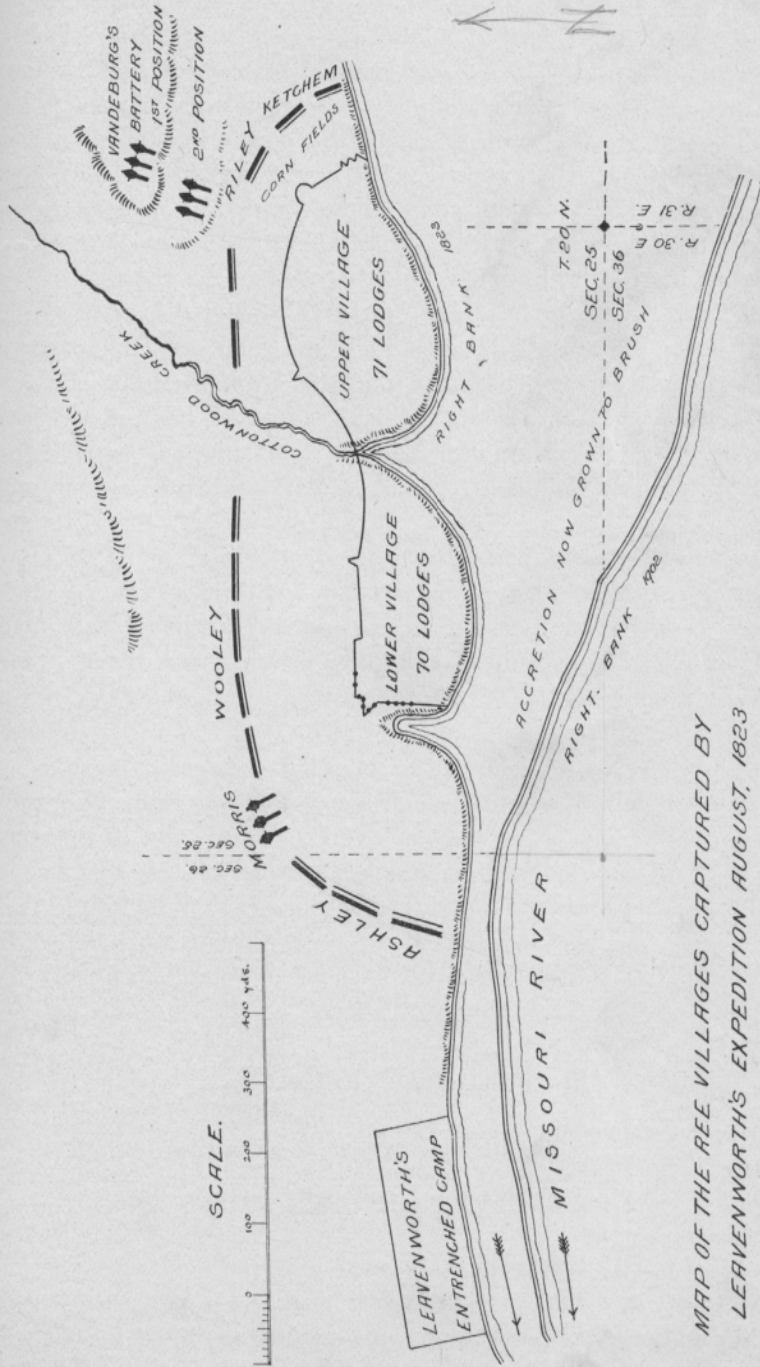 VANDEBURG'S
BATTERY
1ST POSITION
2ND POSITION
RILEY
KETCHEM
CORN FIELDS
CREEK
COTTONWOOD
UPPER VILLAGE
71 LODGES
RIGHT BANK 1823
WOOLEY
LOWER VILLAGE
70 LODGES
MORRIS
SEC. 26.
SEC. 25.
ASHLEY
T. 20 N.
SEC. 25
SEC. 36
R. 30 E
R. 31 E.
ACCRETION NOW GROWN TO BRUSH
RIGHT. BANK 1902
MISSOURI RIVER
LEAVENWORTH'S
ENTRENCHED CAMP
SCALE.
0 100 200 300 400 yds.
MAP OF THE REE VILLAGES CAPTURED BY
LEAVENWORTH'S EXPEDITION AUGUST, 1823
N